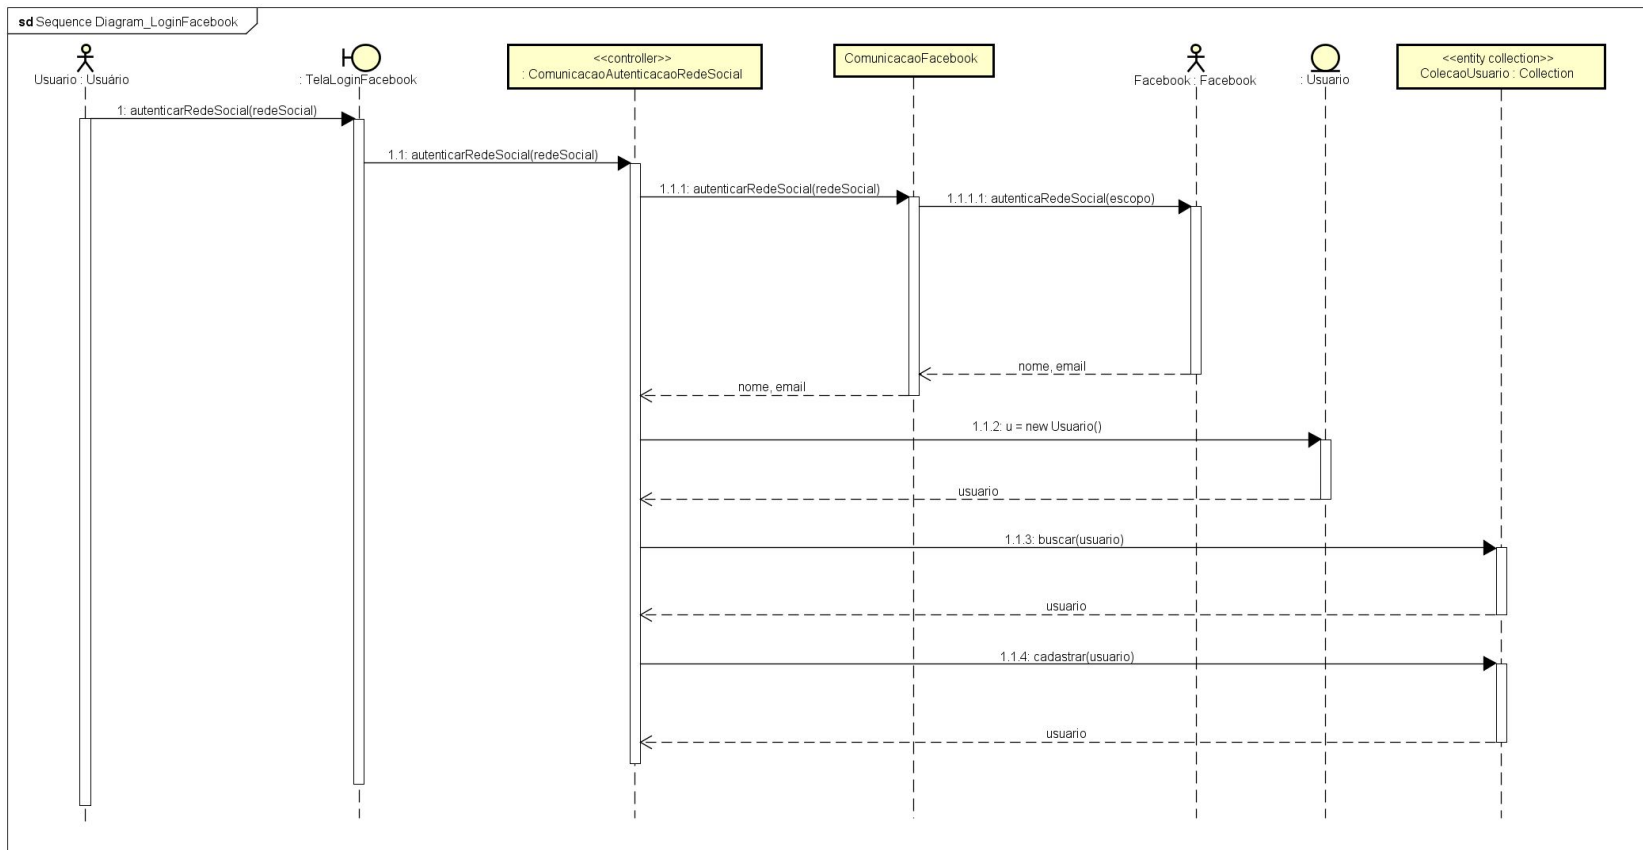 sd Sequence Diagram_LoginFacebook
Usuario : Usuário
: TelaLoginFacebook
<<controller>>
: ComunicacaoAutenticacaoRedeSocial
ComunicacaoFacebook
Facebook : Facebook
: Usuario
<<entity collection>>
ColecaoUsuario : Collection
1: autenticarRedeSocial(redeSocial)
1.1: autenticarRedeSocial(redeSocial)
1.1.1: autenticarRedeSocial(redeSocial)
1.1.1.1: autenticaRedeSocial(escopo)
nome, email
nome, email
1.1.2: u = new Usuario()
usuario
1.1.3: buscar(usuario)
usuario
1.1.4: cadastrar(usuario)
usuario